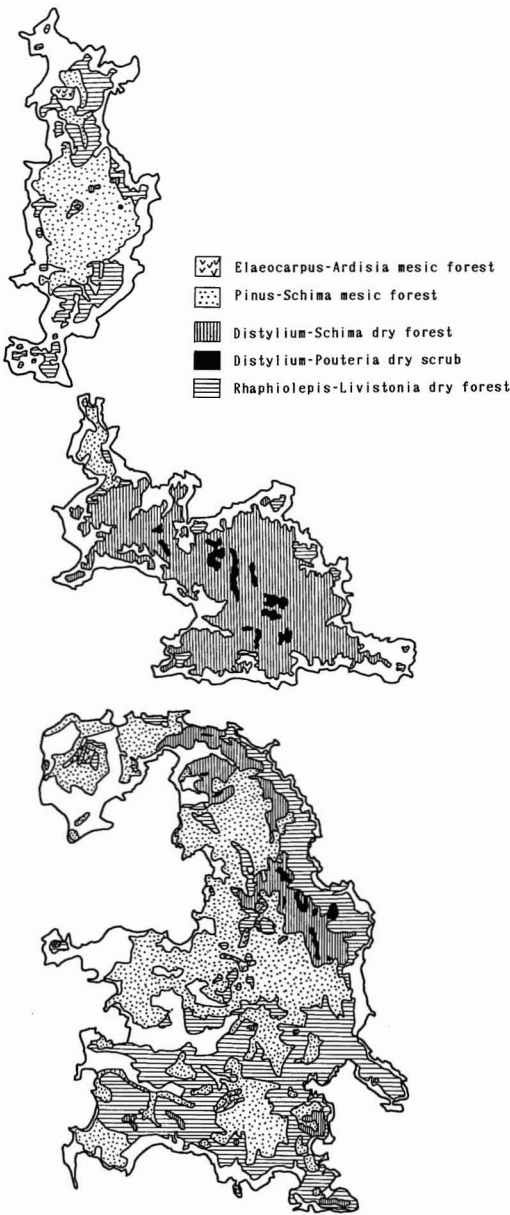 Elaeocarpus-Ardisia mesic forest
Pinus-Schima mesic forest
Distylium-Schima dry forest
Distylium-Pouteria dry scrub
Rhaphiolepis-Livistonia dry forest